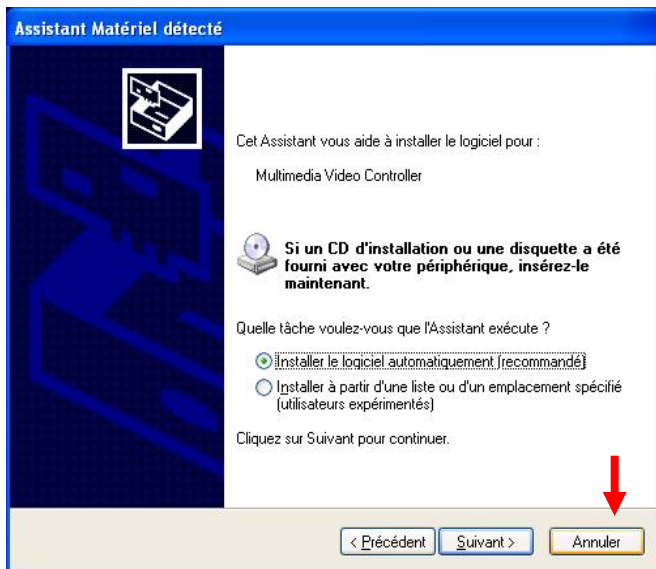 Assistant Matériel détecté
Cet Assistant vous aide à installer le logiciel pour :
Multimedia Video Controller
Si un CD d'installation ou une disquette a été
fourni avec votre périphérique, insérez-le
maintenant.
Quelle tâche voulez-vous que l'Assistant exécute ?
Installer le logiciel automatiquement (recommandé)
Installer à partir d'une liste ou d'un emplacement spécifié
(utilisateurs expérimentés)
Cliquez sur Suivant pour continuer.
< Précédent Suivant > Annuler